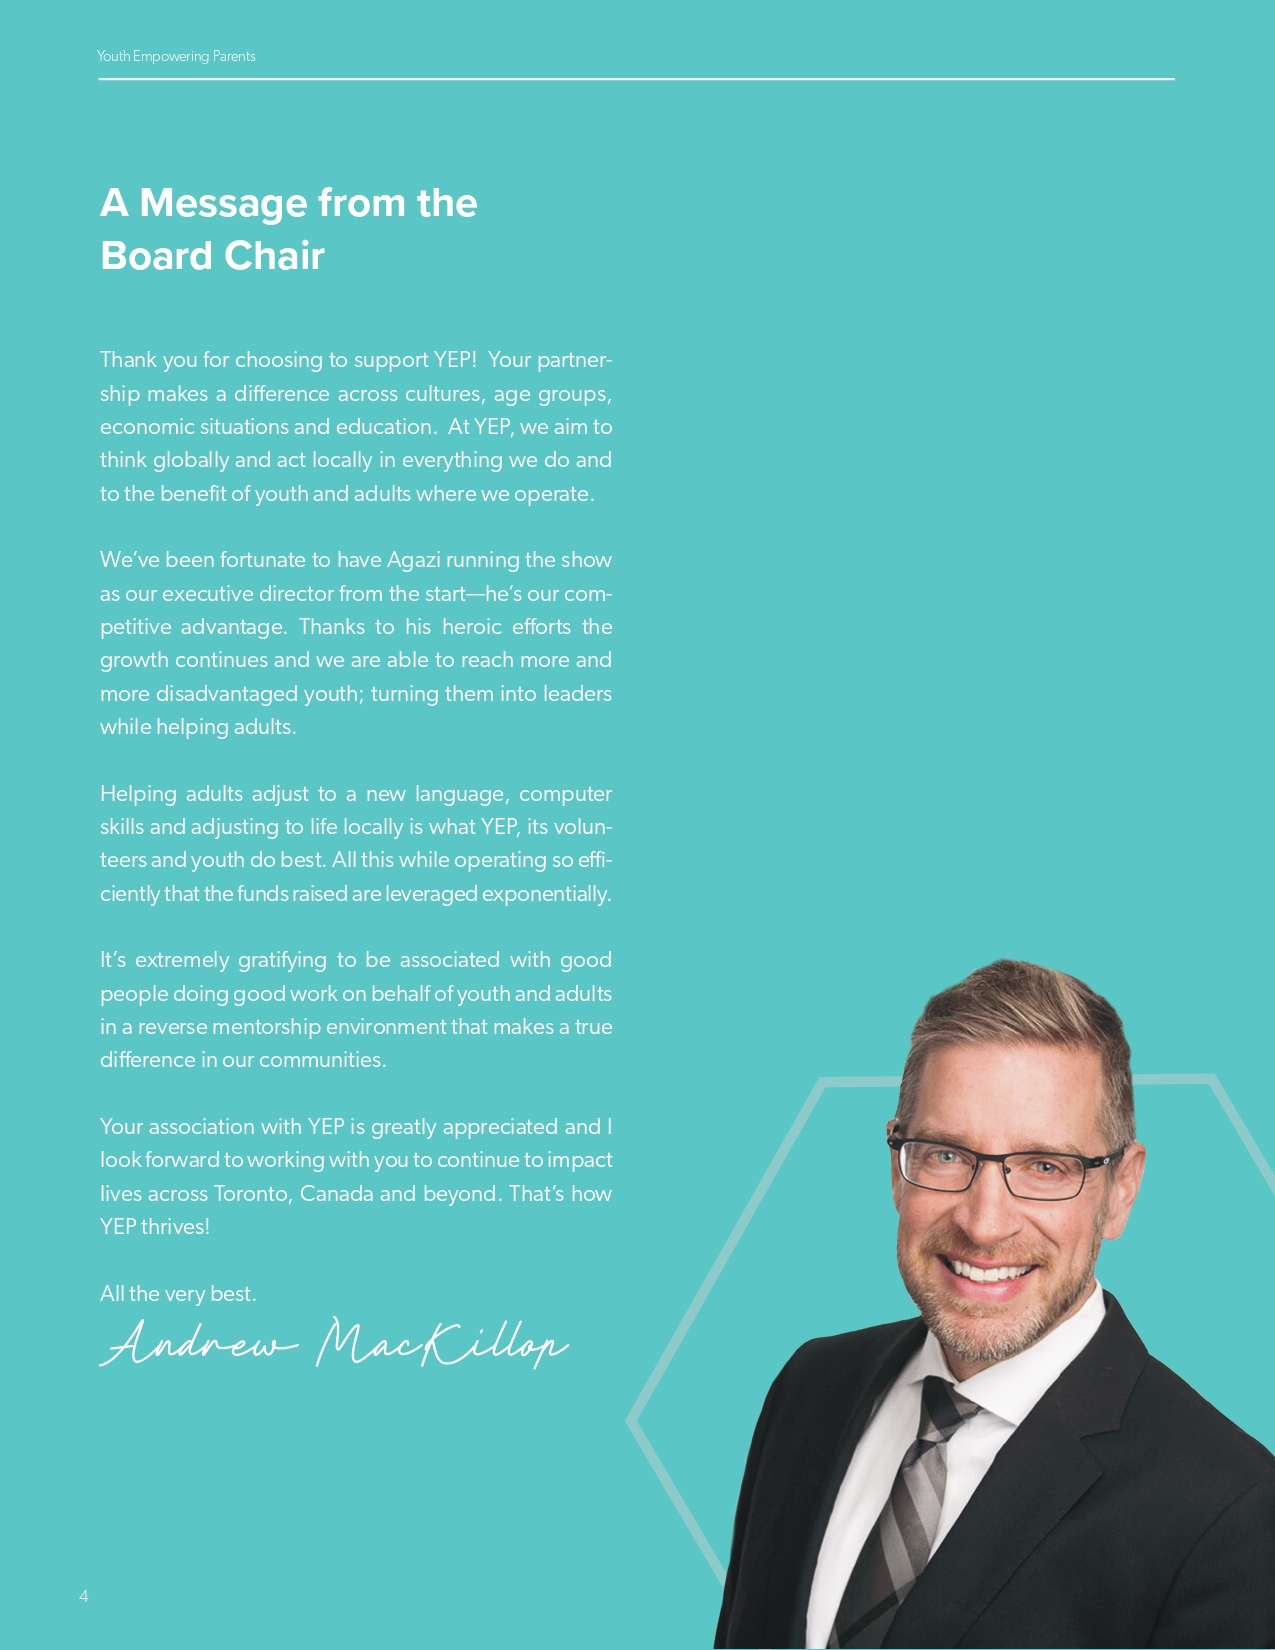 Youth Empowering Parents
A Message from the
Board Chair
Thank you for choosing to support YEP!  Your partner-
ship makes a difference across cultures, age groups,
economic situations and education.  At YEP, we aim to
think globally and act locally in everything we do and
to the benefit of youth and adults where we operate.
We've been fortunate to have Agazi running the show
as our executive director from the start—he's our com-
petitive advantage. Thanks to his heroic efforts the
growth continues and we are able to reach more and
more disadvantaged youth; turning them into leaders
while helping adults.
Helping adults adjust to a new language, computer
skills and adjusting to life locally is what YEP, its volun-
teers and youth do best. All this while operating so effi-
ciently that the funds raised are leveraged exponentially.
It's extremely gratifying to be associated with good
people doing good work on behalf of youth and adults
in a reverse mentorship environment that makes a true
difference in our communities.
Your association with YEP is greatly appreciated and I
look forward to working with you to continue to impact
lives across Toronto, Canada and beyond. That's how
YEP thrives!
All the very best.
Andrew MacKillop
4